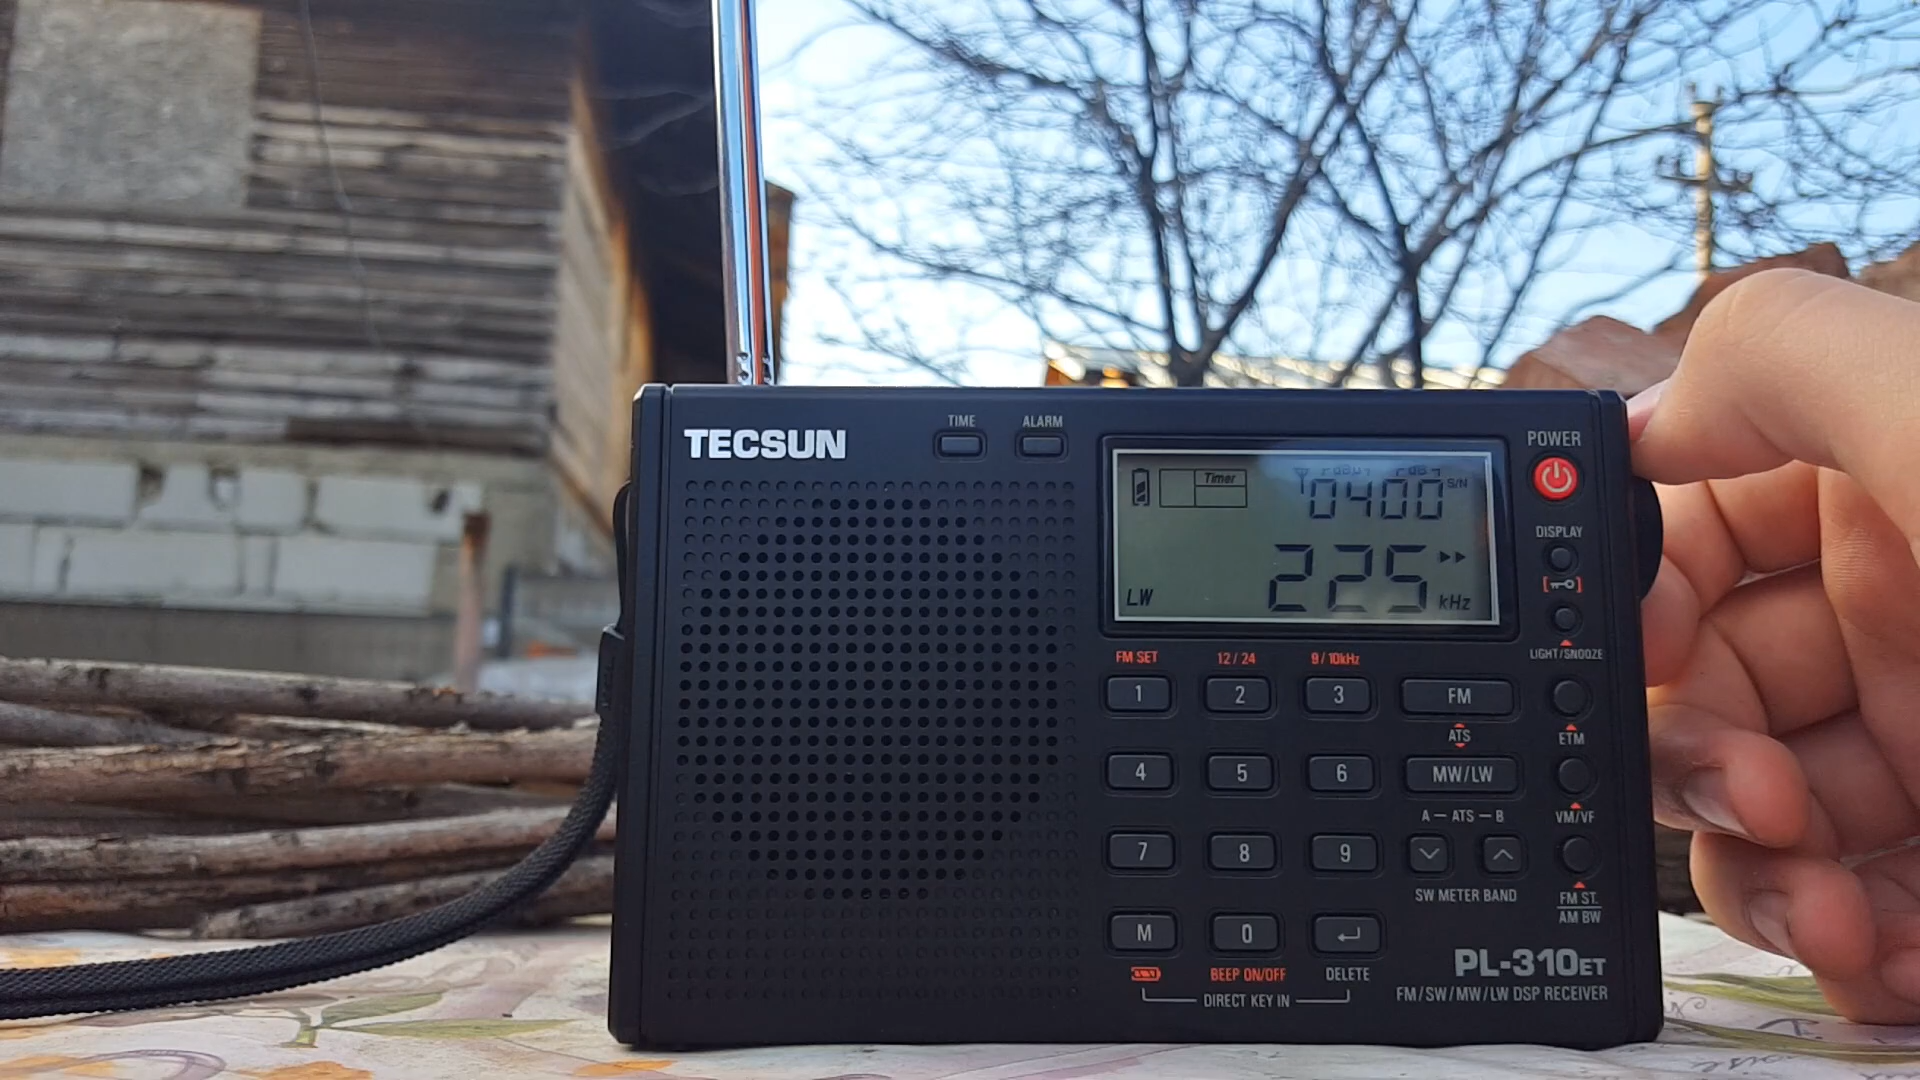 TECSUN
TIME ALARM
POWER
Timer
dBμ dB
0400 S/N
225
LW kHz
DISPLAY
LIGHT/SNOOZE
FM SET 12/24 9/10kHz
1 2 3 FM
ATS
ETM
4 5 6 MW/LW
A — ATS — B
VM/VF
7 8 9
SW METER BAND
FM ST.
AM BW
M 0
BEEP ON/OFF DELETE
DIRECT KEY IN
PL-310ET
FM/SW/MW/LW DSP RECEIVER